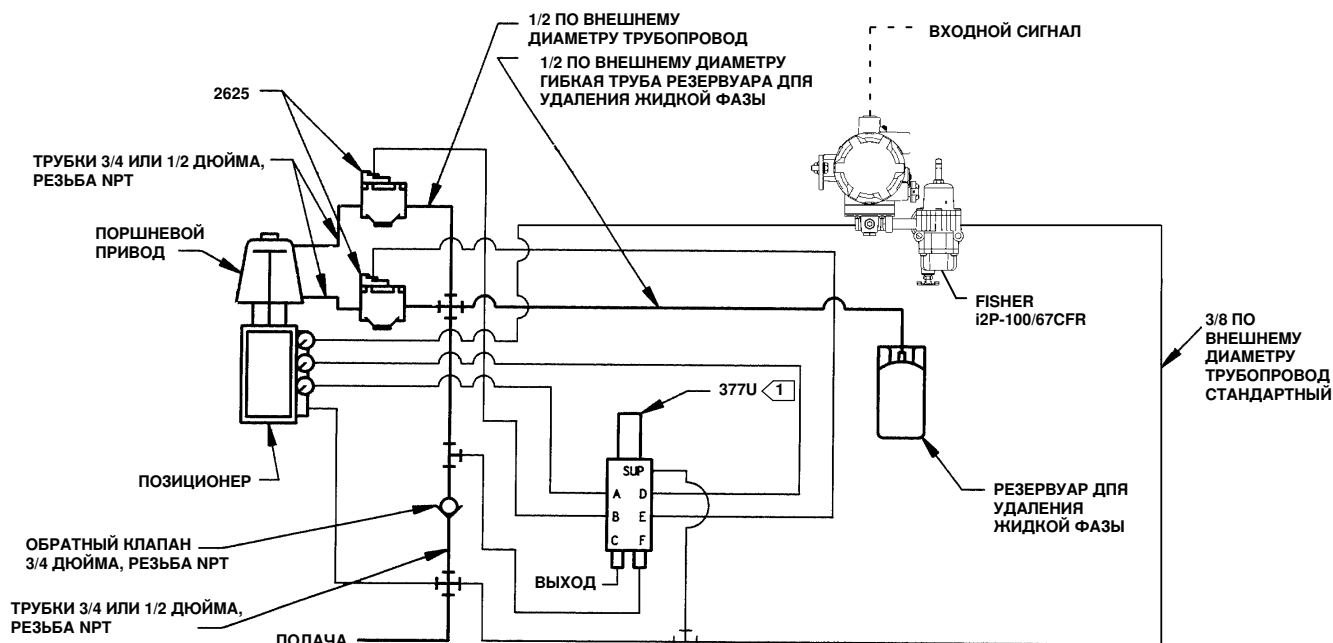 1/2 ПО ВНЕШНЕМУ
ДИАМЕТРУ ТРУБОПРОВОД
ВХОДНОЙ СИГНАЛ
1/2 ПО ВНЕШНЕМУ ДИАМЕТРУ
ГИБКАЯ ТРУБА РЕЗЕРВУАРА ДПЯ
УДАЛЕНИЯ ЖИДКОЙ ФАЗЫ
2625
ТРУБКИ 3/4 ИЛИ 1/2 ДЮЙМА,
РЕЗЬБА NPT
ПОРШНЕВОЙ
ПРИВОД
FISHER
i2P-100/67CFR
3/8 ПО
ВНЕШНЕМУ
ДИАМЕТРУ
ТРУБОПРОВОД
СТАНДАРТНЫЙ
377U 1
ПОЗИЦИОНЕР
SUP
A D
B E
C F
РЕЗЕРВУАР ДПЯ
УДАЛЕНИЯ
ЖИДКОЙ ФАЗЫ
ОБРАТНЫЙ КЛАПАН
3/4 ДЮЙМА, РЕЗЬБА NPT
ВЫХОД
ТРУБКИ 3/4 ИЛИ 1/2 ДЮЙМА,
РЕЗЬБА NPT
ПОДАЧА